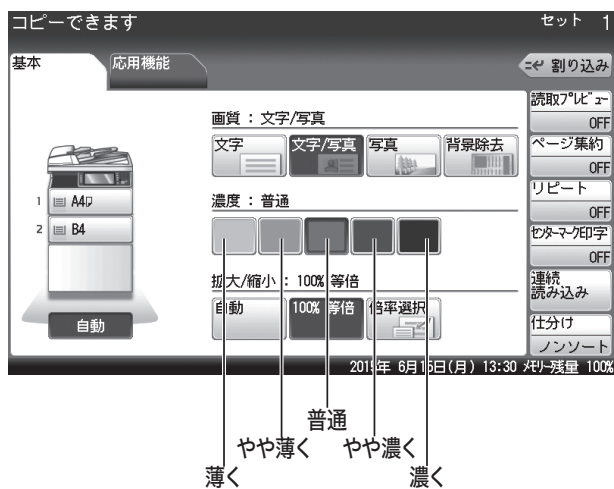 コピーできます
セット 1
基本
応用機能
割り込み
画質：文字/写真
文字
文字/写真
写真
背景除去
濃度：普通
拡大/縮小：100% 等倍
自動
100% 等倍
倍率選択
1 A4
2 B4
自動
読取プレビュー
OFF
ページ集約
OFF
リピート
OFF
センターマーク印字
OFF
連続
読み込み
仕分け
ノンソート
2015年 6月15日(月) 13:30 メモリー残量 100%
普通
やや薄く
やや濃く
薄く
濃く